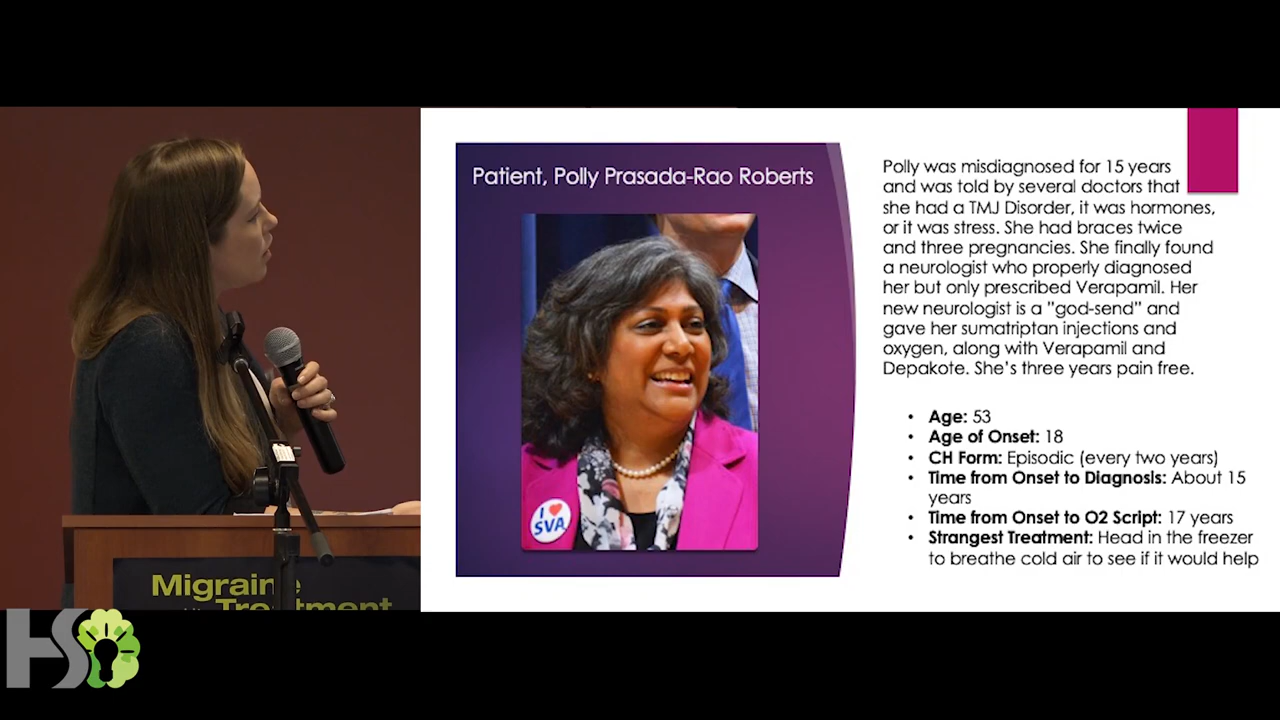 Patient, Polly Prasada-Rao Roberts
I
SVA
Polly was misdiagnosed for 15 years
and was told by several doctors that
she had a TMJ Disorder, it was hormones,
or it was stress. She had braces twice
and three pregnancies. She finally found
a neurologist who properly diagnosed
her but only prescribed Verapamil. Her
new neurologist is a "god-send" and
gave her sumatriptan injections and
oxygen, along with Verapamil and
Depakote. She's three years pain free.
• Age: 53
• Age of Onset: 18
• CH Form: Episodic (every two years)
• Time from Onset to Diagnosis: About 15
years
• Time from Onset to O2 Script: 17 years
• Strangest Treatment: Head in the freezer
to breathe cold air to see if it would help
Migraine
Treatment
HS